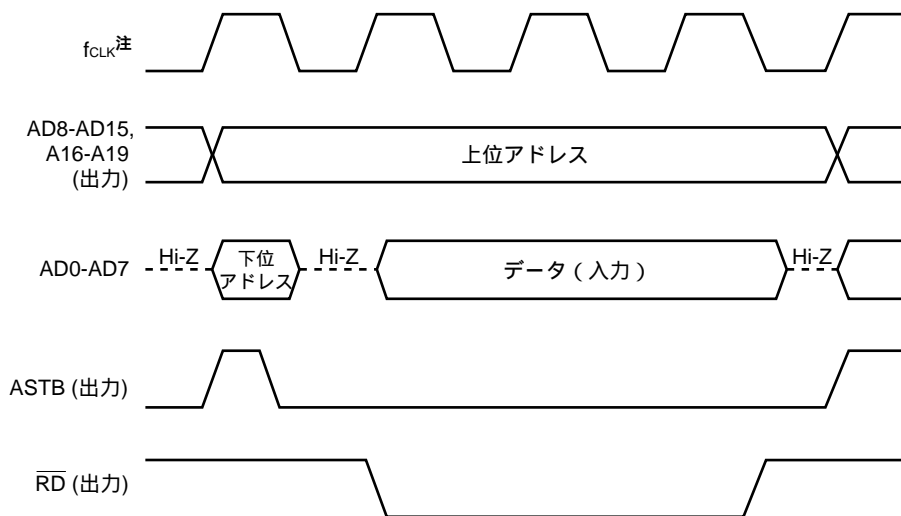 fCLK注
AD8-AD15,
A16-A19
(出力)
上位アドレス
AD0-AD7
Hi-Z
下位
アドレス
Hi-Z
データ(入力)
Hi-Z
ASTB (出力)
RD (出力)